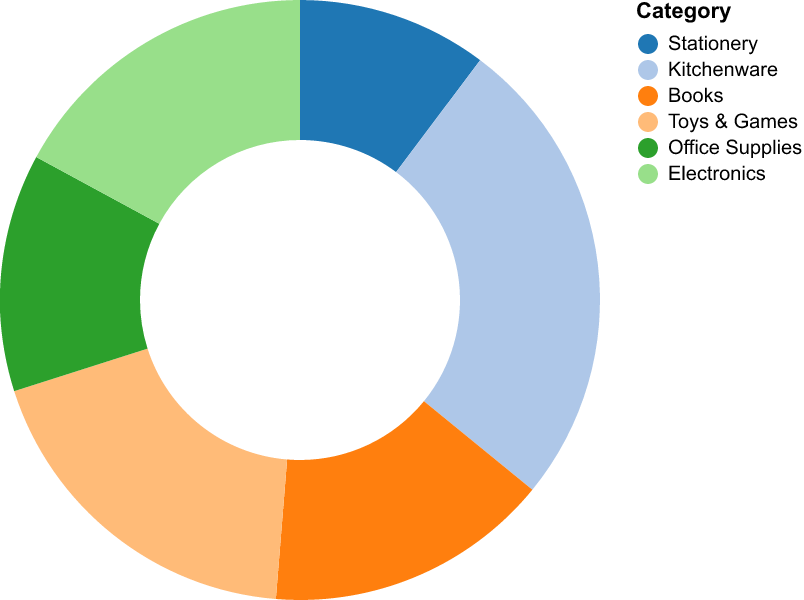 Category
Stationery
Kitchenware
Books
Toys & Games
Office Supplies
Electronics